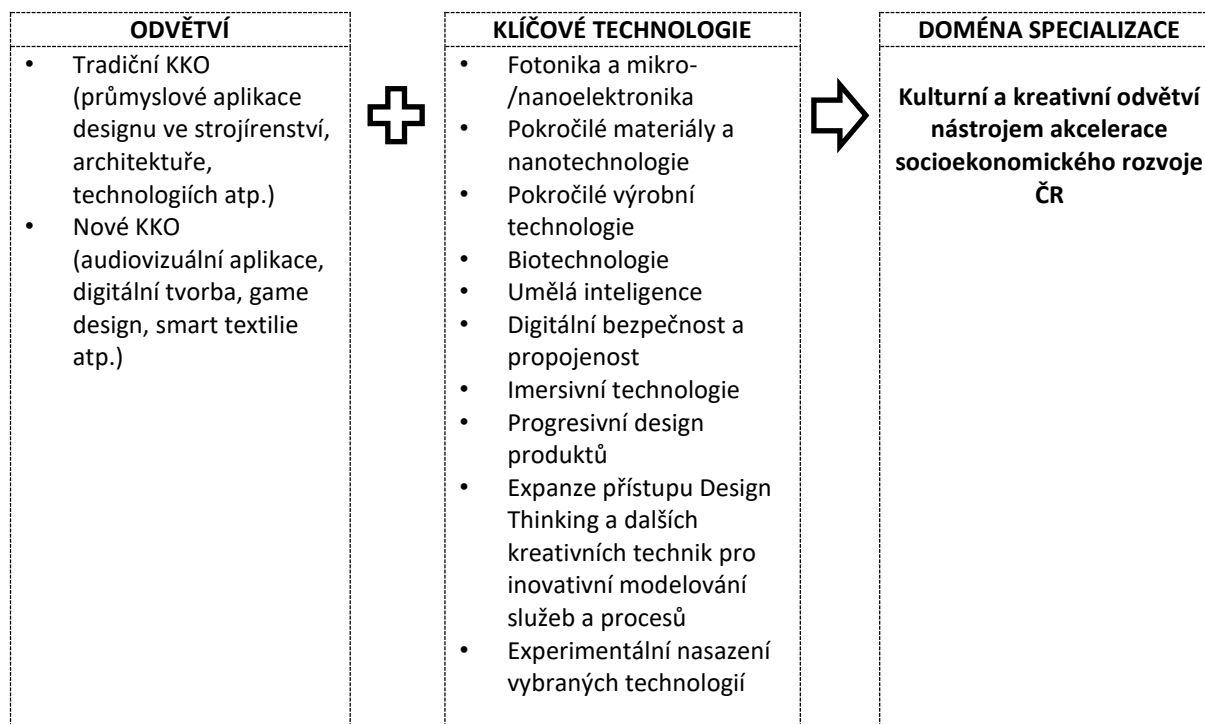 ODVĚTVÍ
• Tradiční KKO
(průmyslové aplikace
designu ve strojírenství,
architektuře,
technologiích atp.)
• Nové KKO
(audiovizuální aplikace,
digitální tvorba, game
design, smart textilie
atp.)
KLÍČOVÉ TECHNOLOGIE
• Fotonika a mikro-
/nanoelektronika
• Pokročilé materiály a
nanotechnologie
• Pokročilé výrobní
technologie
• Biotechnologie
• Umělá inteligence
• Digitální bezpečnost a
propojenost
• Imersivní technologie
• Progresivní design
produktů
• Expanze přístupu Design
Thinking a dalších
kreativních technik pro
inovativní modelování
služeb a procesů
• Experimentální nasazení
vybraných technologií
DOMÉNA SPECIALIZACE
Kulturní a kreativní odvětví
nástrojem akcelerace
socioekonomického rozvoje
ČR